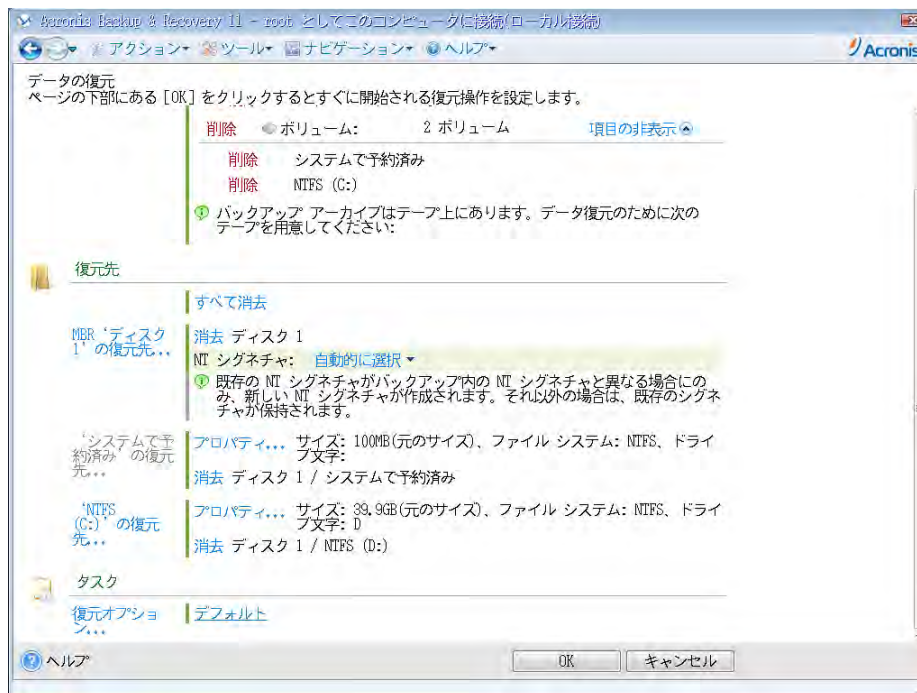 Acronis Backup & Recovery 11 - root としてこのコンピュータに接続(ローカル接続)
アクション ツール ナビゲーション ヘルプ
Acronis
データの復元
ページの下部にある [OK] をクリックするとすぐに開始される復元操作を設定します。
削除 ボリューム: 2 ボリューム 項目の非表示
削除 システムで予約済み
削除 NTFS (C:)
バックアップ アーカイブはテープ上にあります。データ復元のために次の
テープを用意してください:
復元先
すべて消去
MBR 'ディスク
1' の復元先...
消去 ディスク 1
NT シグネチャ: 自動的に選択
既存の NT シグネチャがバックアップ内の NT シグネチャと異なる場合にの
み、新しい NT シグネチャが作成されます。それ以外の場合は、既存のシグネ
チャが保持されます。
'システムで予
約済み' の復元
先...
プロパティ... サイズ: 100MB(元のサイズ)、ファイル システム: NTFS、ドライ
ブ文字:
消去 ディスク 1 / システムで予約済み
'NTFS
(C:)' の復元
先...
プロパティ... サイズ: 39.9GB(元のサイズ)、ファイル システム: NTFS、ドライ
ブ文字: D
消去 ディスク 1 / NTFS (D:)
タスク
復元オプショ
ン...
デフォルト
ヘルプ
OK キャンセル